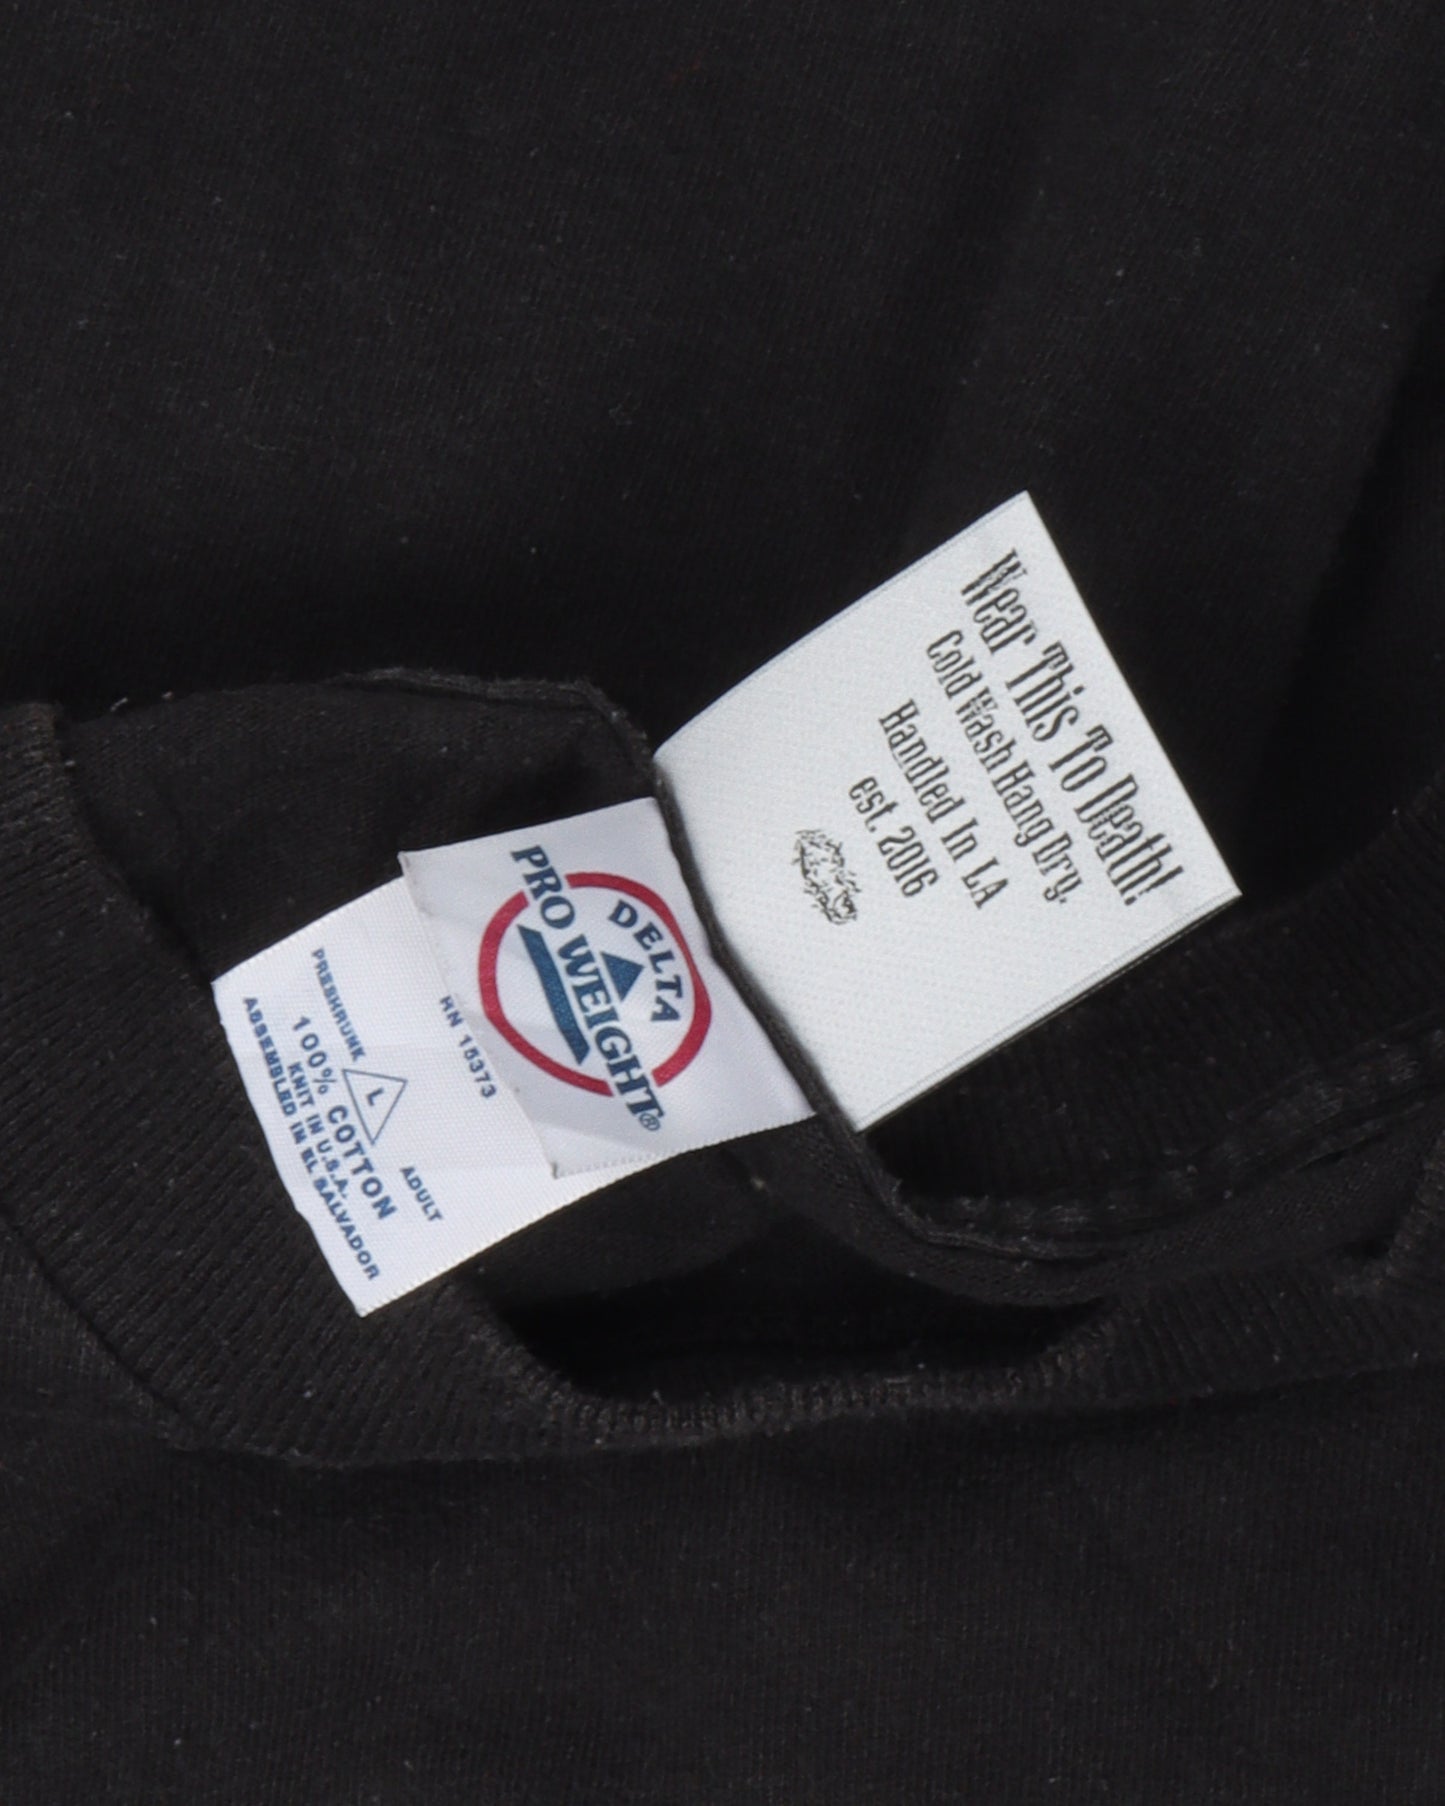 Wear This To Death!
Cold Wash Hang Dry.
Handled In LA
est. 2016
DELTA
PRO WEIGHT®
RN 15373
ADULT
L
PRESHRUNK
100% COTTON
KNIT IN U.S.A.
ASSEMBLED IN EL SALVADOR